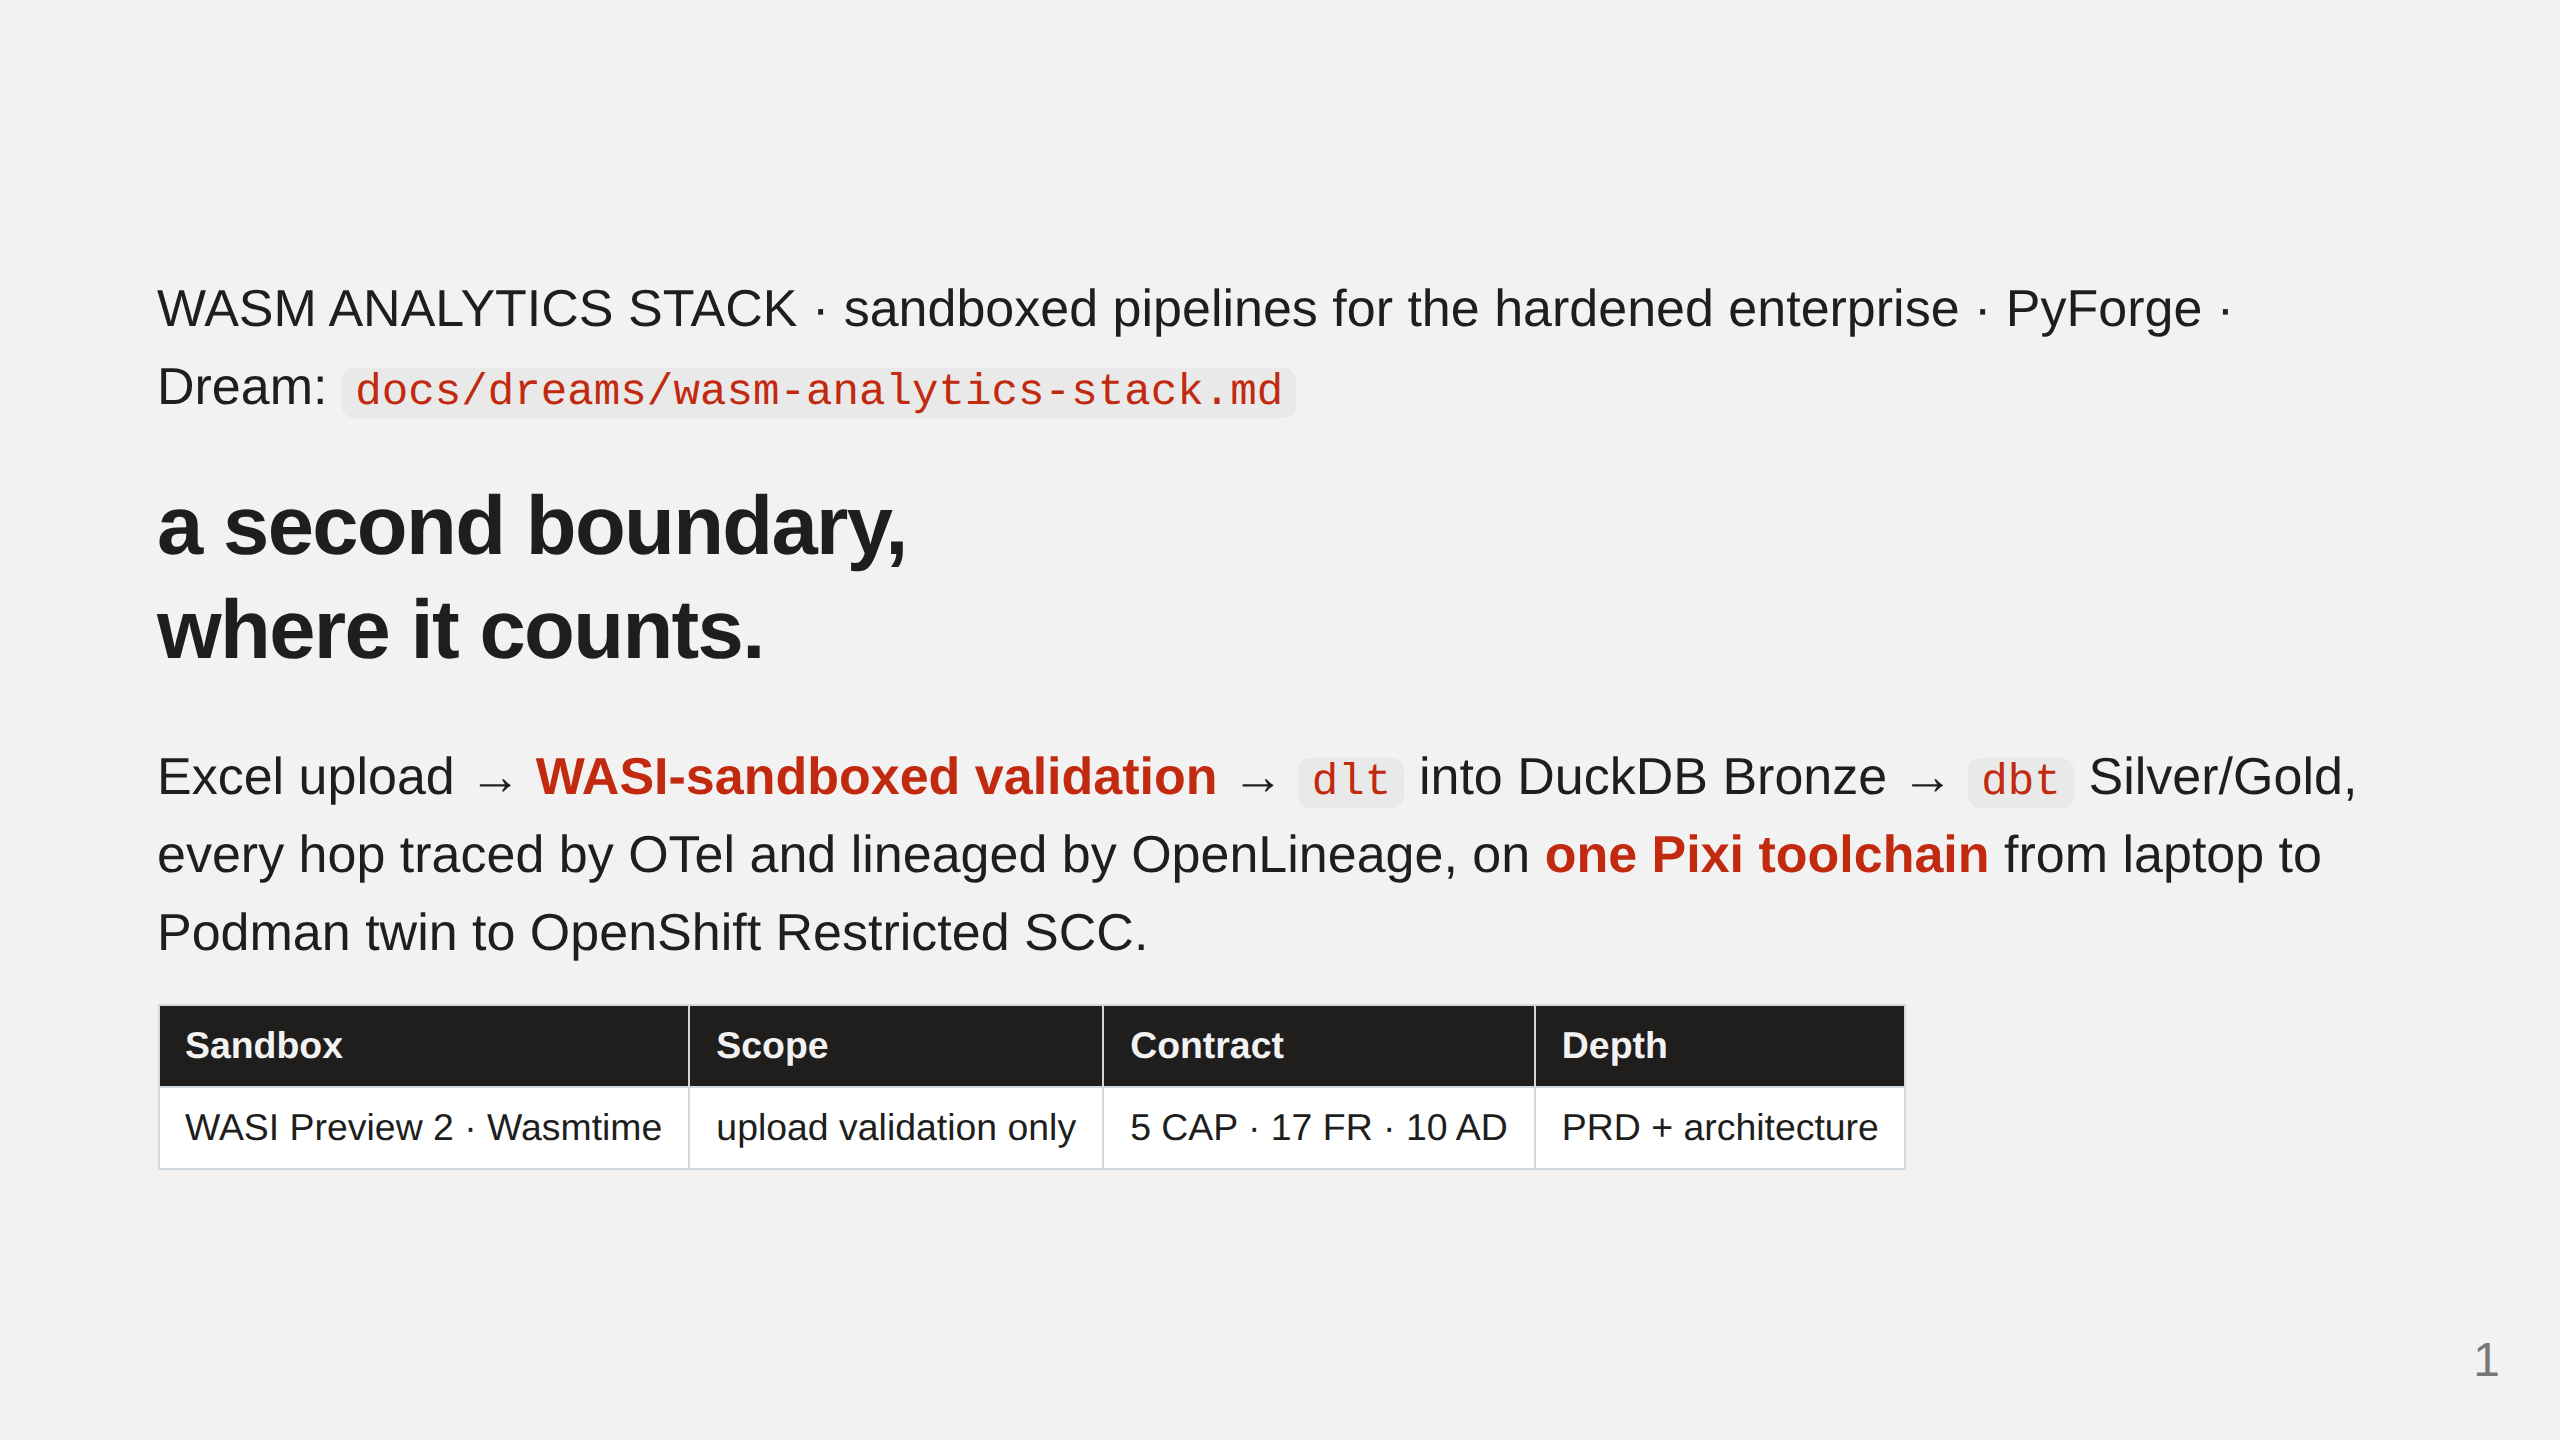 WASM ANALYTICS STACK · sandboxed pipelines for the hardened enterprise · PyForge ·
Dream: docs/dreams/wasm-analytics-stack.md
a second boundary,
where it counts.
Excel upload → WASI-sandboxed validation → dlt into DuckDB Bronze → dbt Silver/Gold,
every hop traced by OTel and lineaged by OpenLineage, on one Pixi toolchain from laptop to
Podman twin to OpenShift Restricted SCC.
Sandbox Scope Contract Depth
WASI Preview 2 · Wasmtime upload validation only 5 CAP · 17 FR · 10 AD PRD + architecture
1